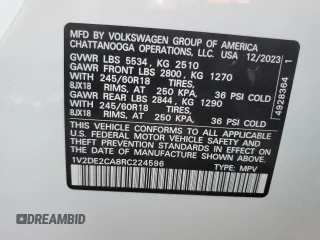 MFD BY VOLKSWAGEN GROUP OF AMERICA
CHATTANOOGA OPERATIONS, LLC. USA 12/2023
GVWR LBS 5534, KG 2510
GAWR FRONT LBS 2800, KG 1270
WITH 245/60R18 TIRES,
8JX18 RIMS, AT 250 KPA, 36 PSI COLD
GAWR REAR LBS 2844, KG 1290
WITH 245/60R18 TIRES,
8JX18 RIMS, AT 250 KPA, 36 PSI COLD
THIS VEHICLE CONFORMS TO ALL APPLICABLE
U.S. FEDERAL MOTOR VEHICLE SAFETY AND
THEFT PREVENTION STANDARDS IN EFFECT ON
THE DATE OF MANUFACTURE SHOWN ABOVE.
1V2DE2CA8RC224596 TYPE: MPV
4928364 1
DREAMBID